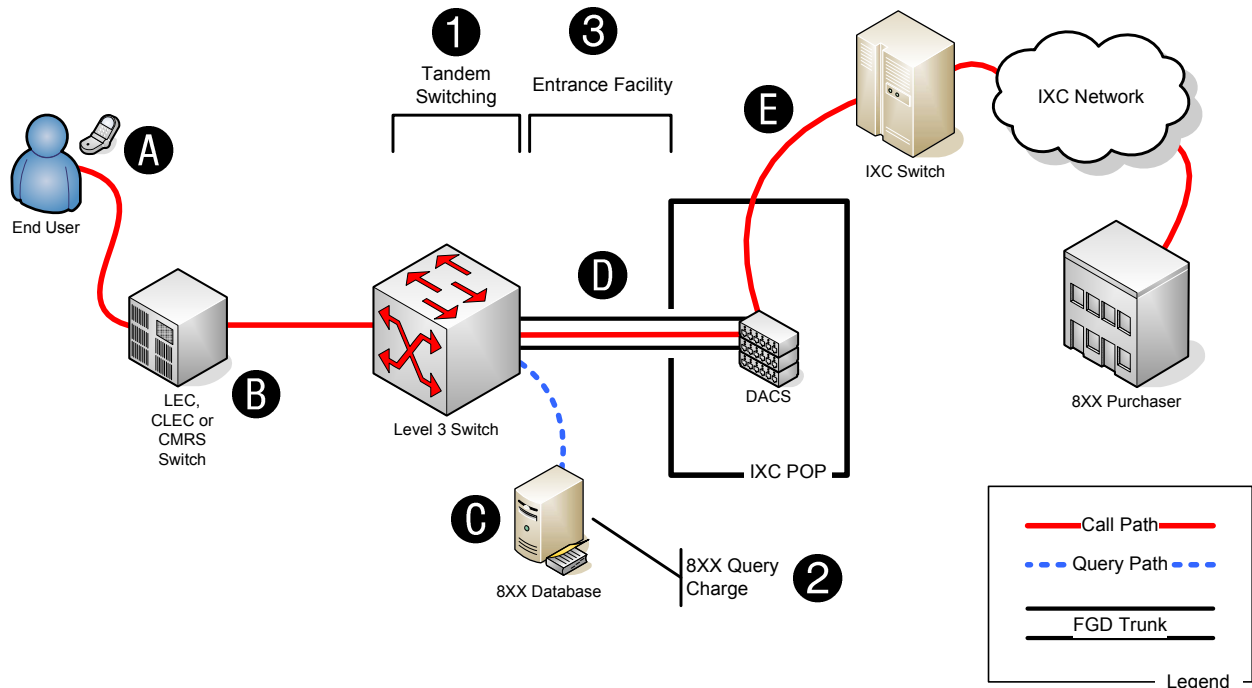 1
3
Tandem
Switching
Entrance Facility
A
E
IXC Network
End User
IXC Switch
D
B
LEC,
CLEC or
CMRS
Switch
Level 3 Switch
DACS
8XX Purchaser
IXC POP
C
8XX Database
8XX Query
Charge
2
Call Path
Query Path
FGD Trunk
Legend